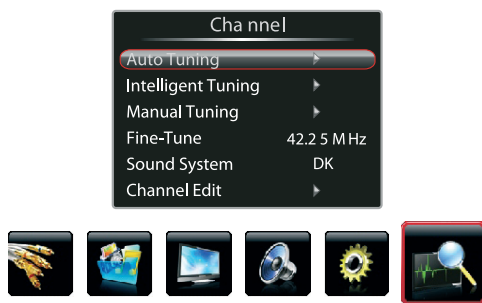 Channel
Auto Tuning
Intelligent Tuning
Manual Tuning
Fine-Tune 42.25 MHz
Sound System DK
Channel Edit